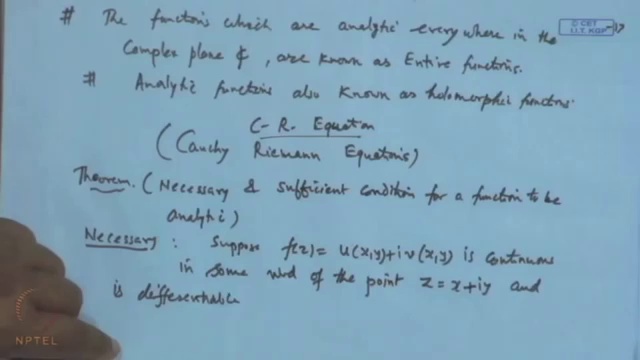 # The functions which are analytic every where in the
© CET
I.I.T. KGP
Complex plane ₵, are known as Entire functions.
# Analytic functions also known as holomorphic functions.
C-R. Equation
(Cauchy Riemann Equations)
Theorem. (Necessary & sufficient condition for a function to be
analytic)
Necessary : Suppose f(z) = u(x,y)+iv(x,y) is continuous
in some nbd of the point z=x+iy and
is differentiable
NPTEL